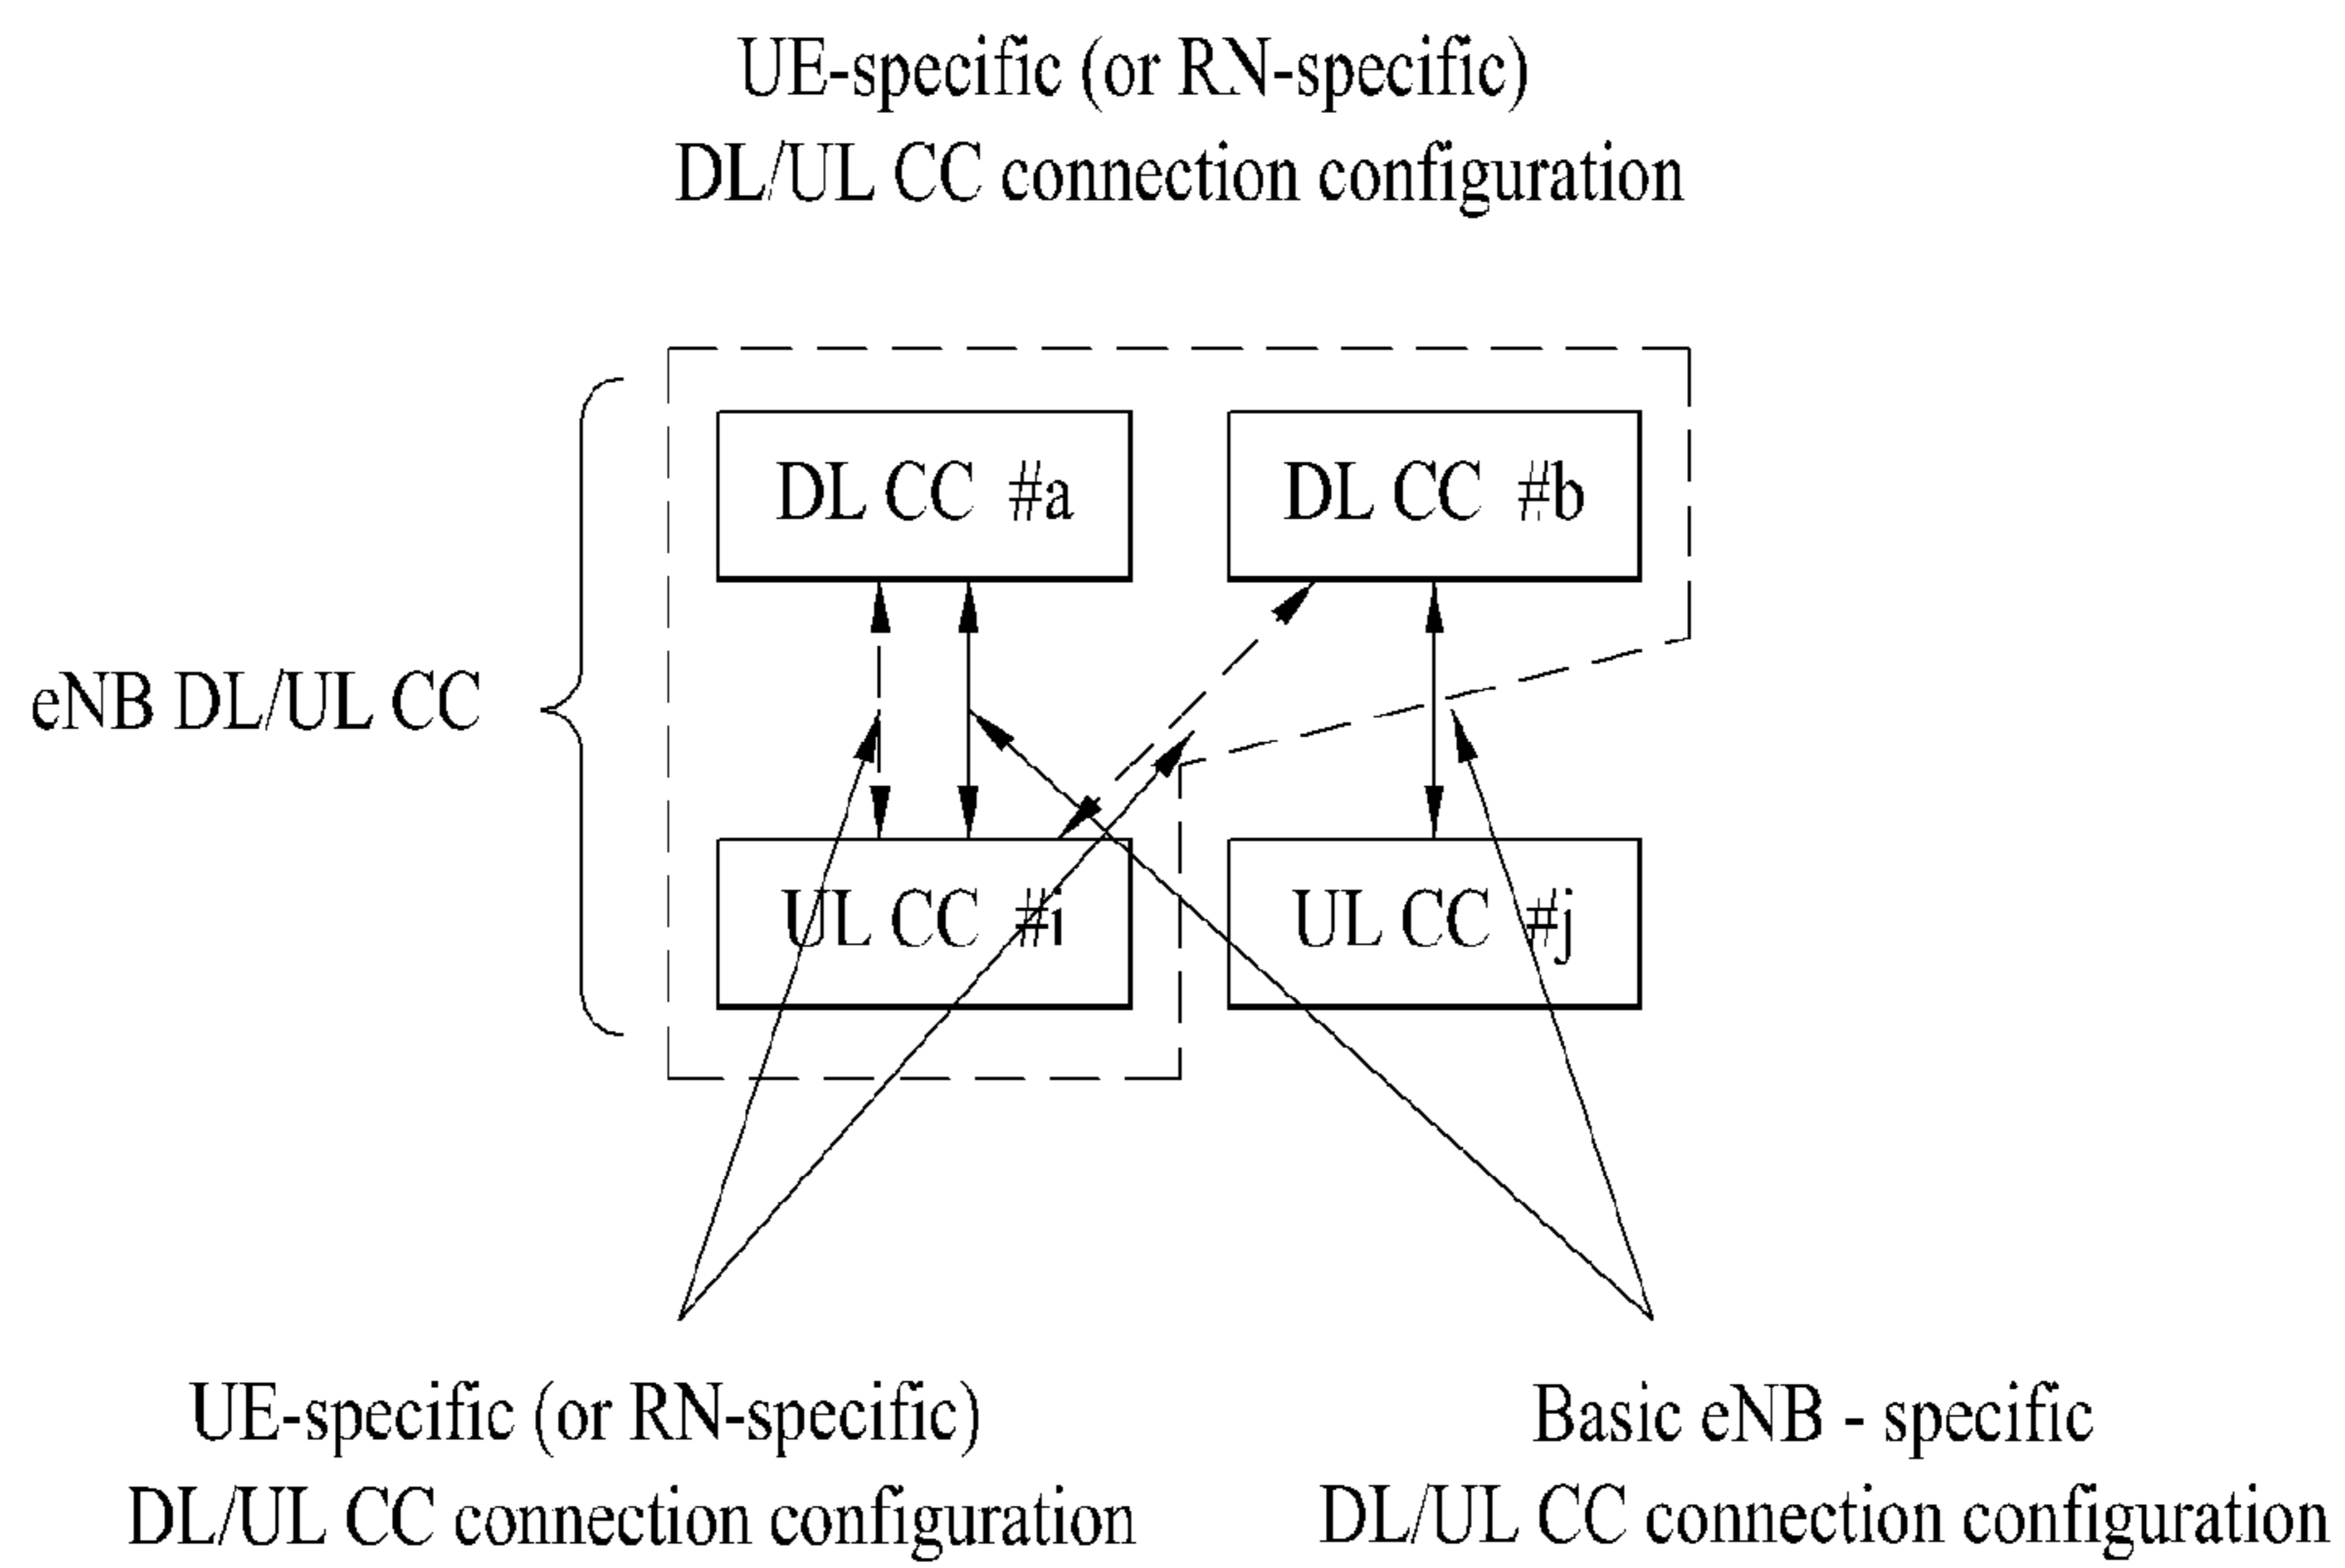 UE-specific (or RN-specific)
DL/UL CC connection configuration
DL CC #a
DL CC #b
eNB DL/UL CC
UL CC #i
UL CC #j
UE-specific (or RN-specific)
DL/UL CC connection configuration
Basic eNB - specific
DL/UL CC connection configuration